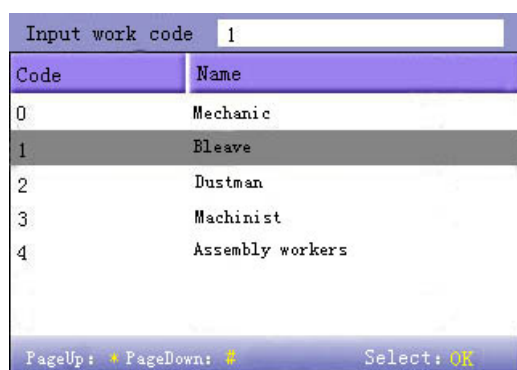 Input work code 1
Code Name
0 Mechanic
1 Bleave
2 Dustman
3 Machinist
4 Assembly workers
PageUp: * PageDown: # Select: OK